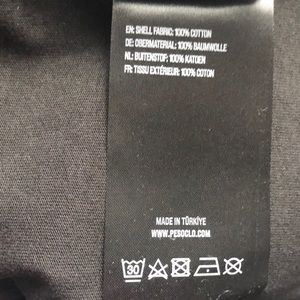 EN: SHELL FABRIC: 100% COTTON
DE: OBERMATERIAL: 100% BAUMWOLLE
NL: BUITENSTOF: 100% KATOEN
FR: TISSU EXTÉRIEUR: 100% COTON
MADE IN TÜRKİYE
WWW.PESOCLO.COM
30